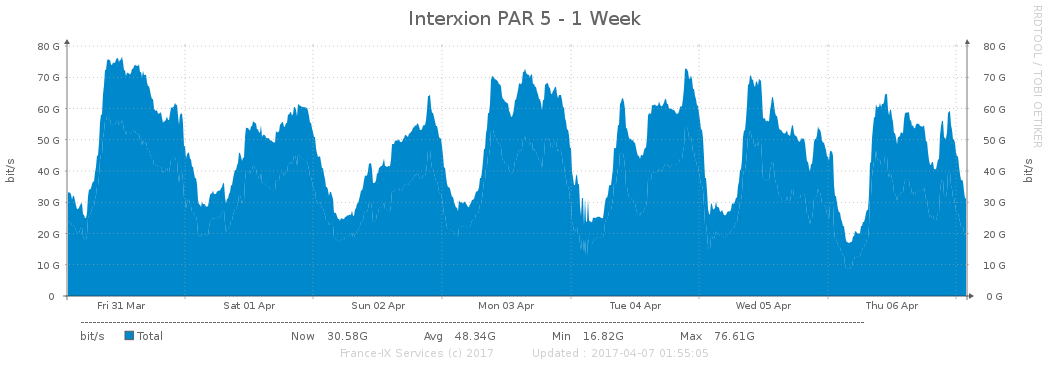 Interxion PAR 5 - 1 Week
RRDTOOL / TOBI OETIKER
bit/s
80 G
70 G
60 G
50 G
40 G
30 G
20 G
10 G
0
80 G
70 G
60 G
50 G
40 G
30 G
20 G
10 G
0 G
bit/s
Fri 31 Mar Sat 01 Apr Sun 02 Apr Mon 03 Apr Tue 04 Apr Wed 05 Apr Thu 06 Apr
bit/s Total Now 30.58G Avg 48.34G Min 16.82G Max 76.61G
France-IX Services (c) 2017 Updated : 2017-04-07 01:55:05